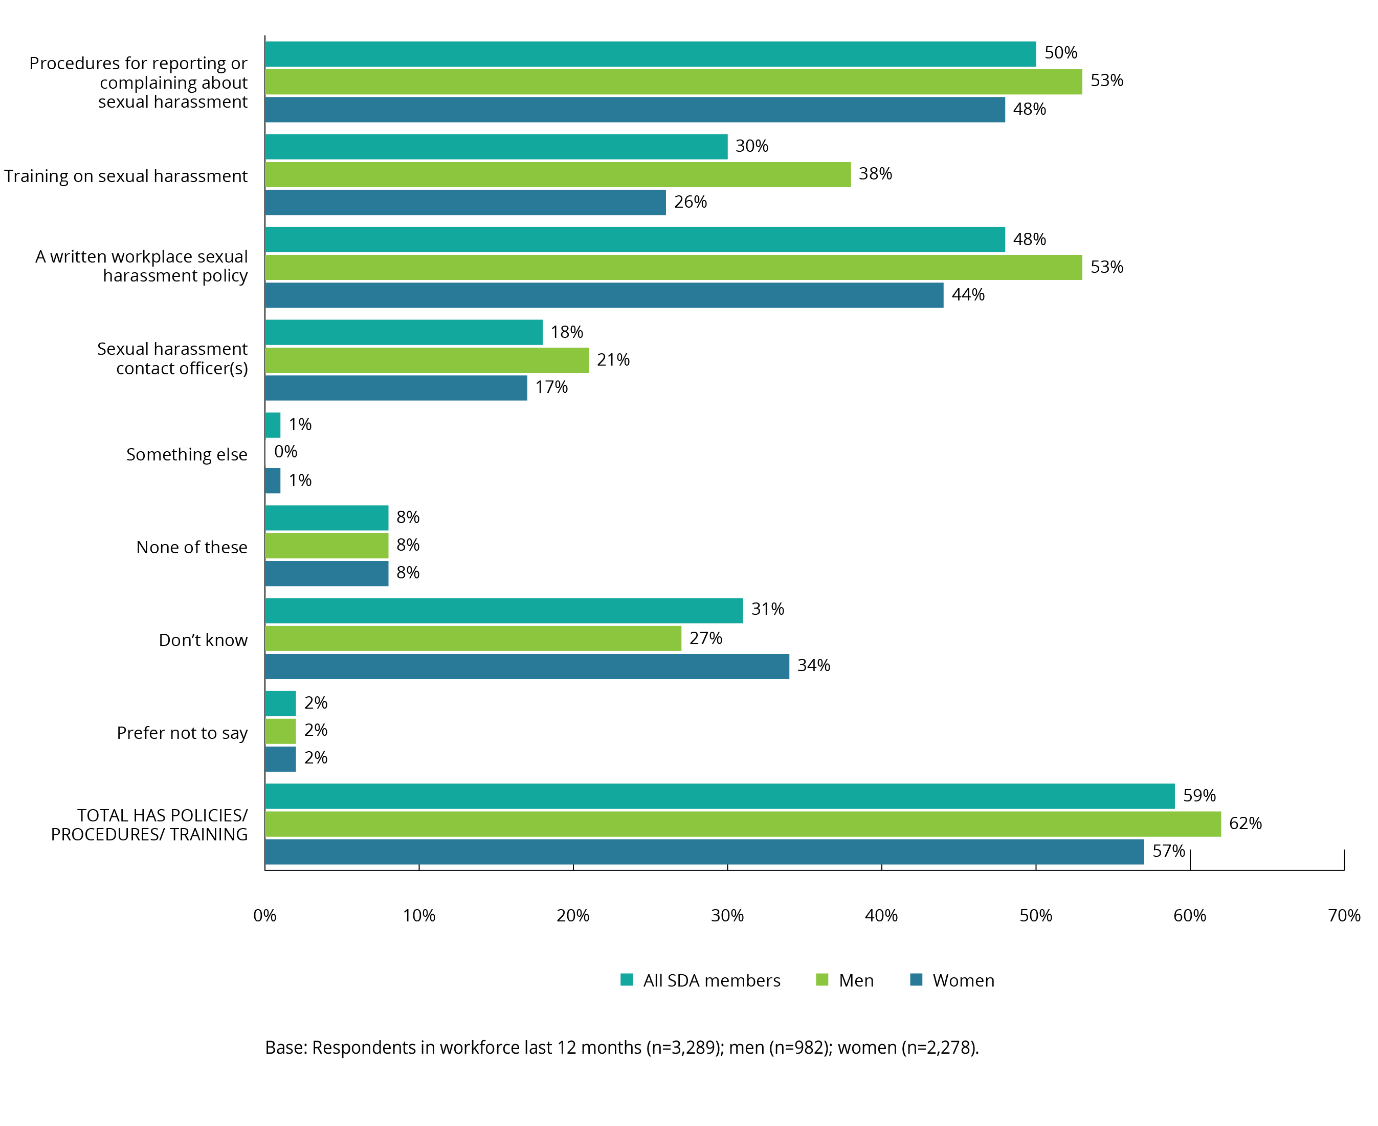 Procedures for reporting or
complaining about
sexual harassment
50%
53%
48%
Training on sexual harassment
30%
38%
26%
A written workplace sexual
harassment policy
48%
53%
44%
Sexual harassment
contact officer(s)
18%
21%
17%
Something else
1%
0%
1%
None of these
8%
8%
8%
Don’t know
31%
27%
34%
Prefer not to say
2%
2%
2%
TOTAL HAS POLICIES/
PROCEDURES/ TRAINING
59%
62%
57%
0% 10% 20% 30% 40% 50% 60% 70%
All SDA members Men Women
Base: Respondents in workforce last 12 months (n=3,289); men (n=982); women (n=2,278).